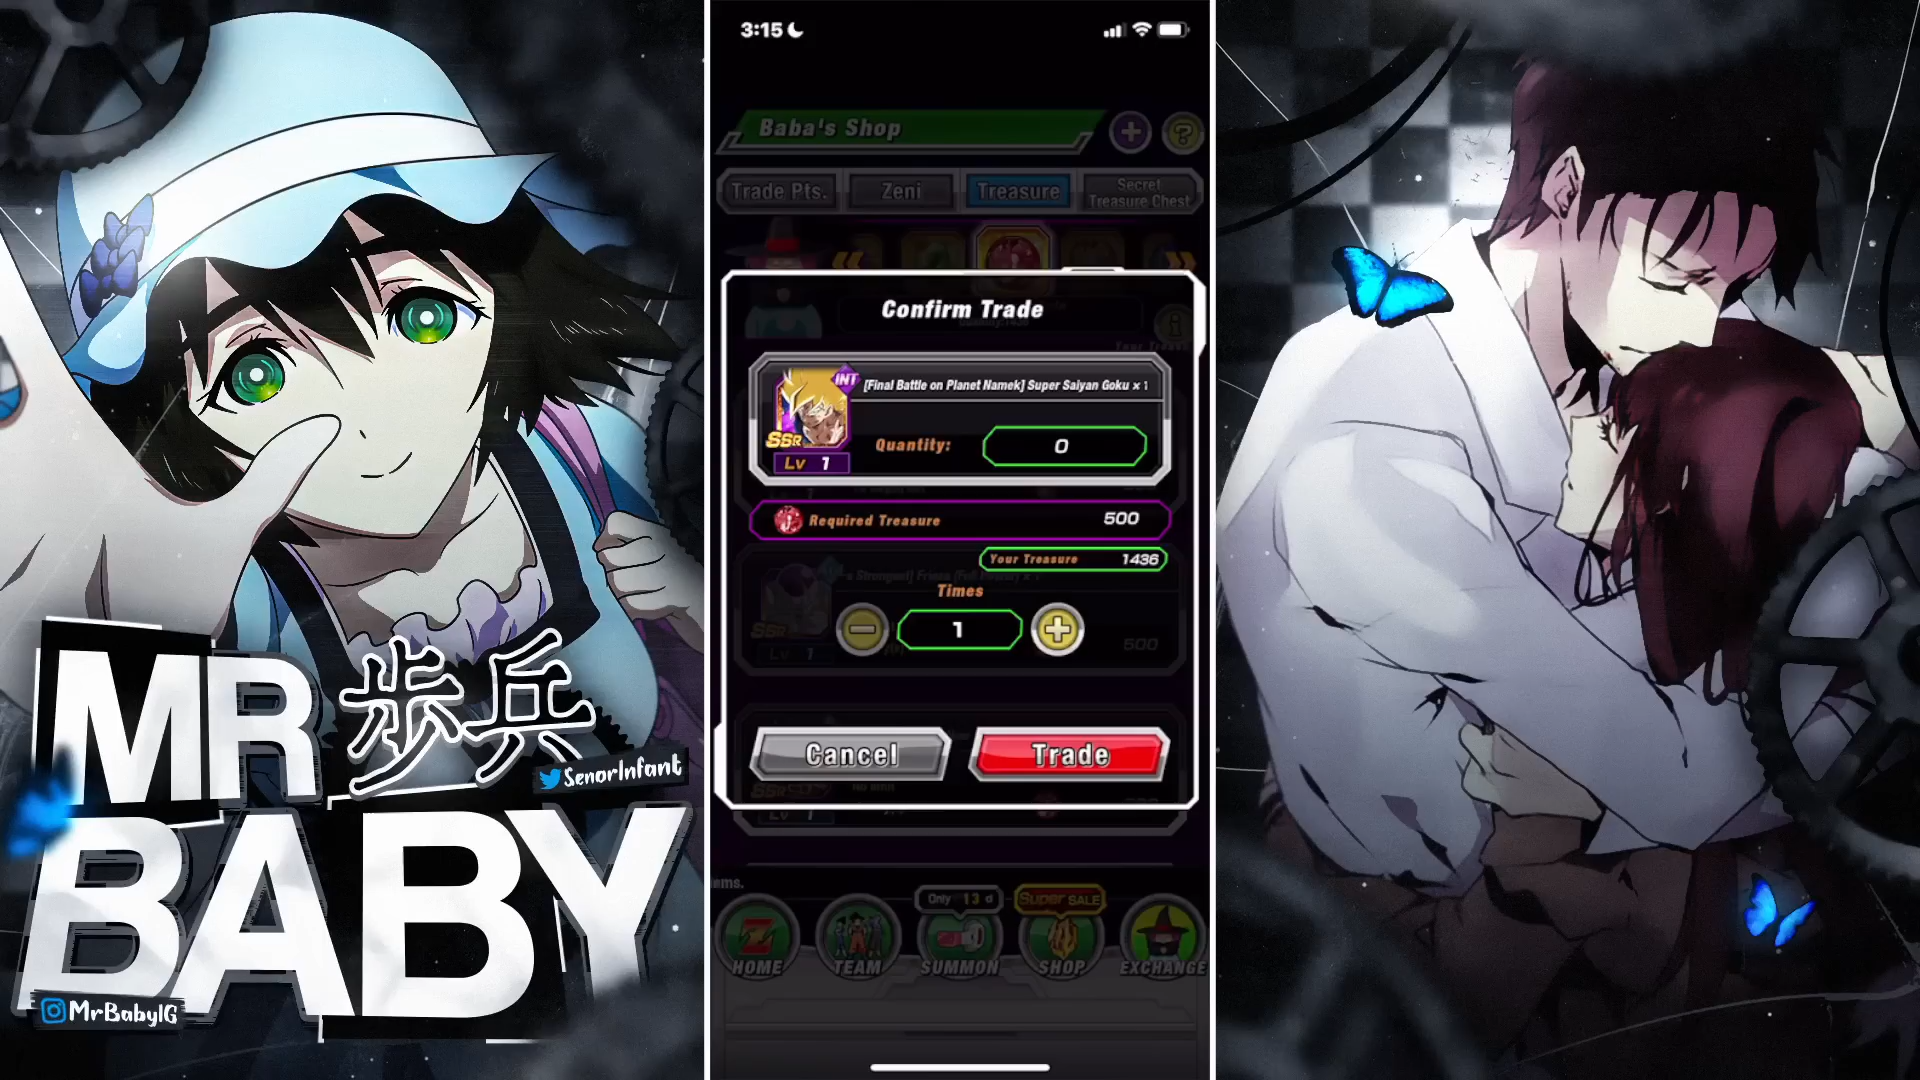 3:15
Baba's Shop
Trade Pts.
Zeni
Treasure
Secret
Treasure Chest
Confirm Trade
INT
[Final Battle on Planet Namek] Super Saiyan Goku × 1
SSR
Quantity:
0
Lv 1
Required Treasure
500
Your Treasure
1436
Times
1
500
Cancel
Trade
MR 歩兵
SenorInfant
BABY
MrBabyIG
Only 13 d
Super SALE
HOME
TEAM
SUMMON
SHOP
EXCHANGE